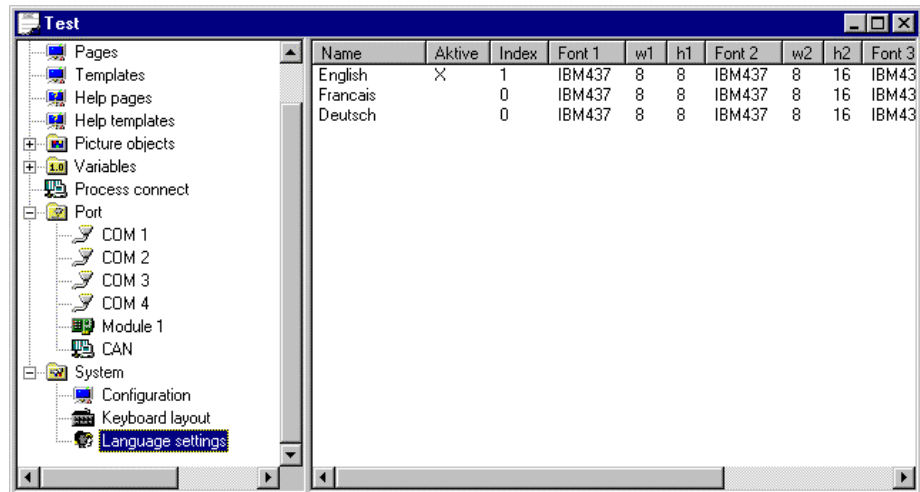 Test
Pages
Templates
Help pages
Help templates
Picture objects
Variables
Process connect
Port
COM 1
COM 2
COM 3
COM 4
Module 1
CAN
System
Configuration
Keyboard layout
Language settings
Name Aktive Index Font 1 w1 h1 Font 2 w2 h2 Font 3
English X 1 IBM437 8 8 IBM437 8 16 IBM43
Francais 0 IBM437 8 8 IBM437 8 16 IBM43
Deutsch 0 IBM437 8 8 IBM437 8 16 IBM43